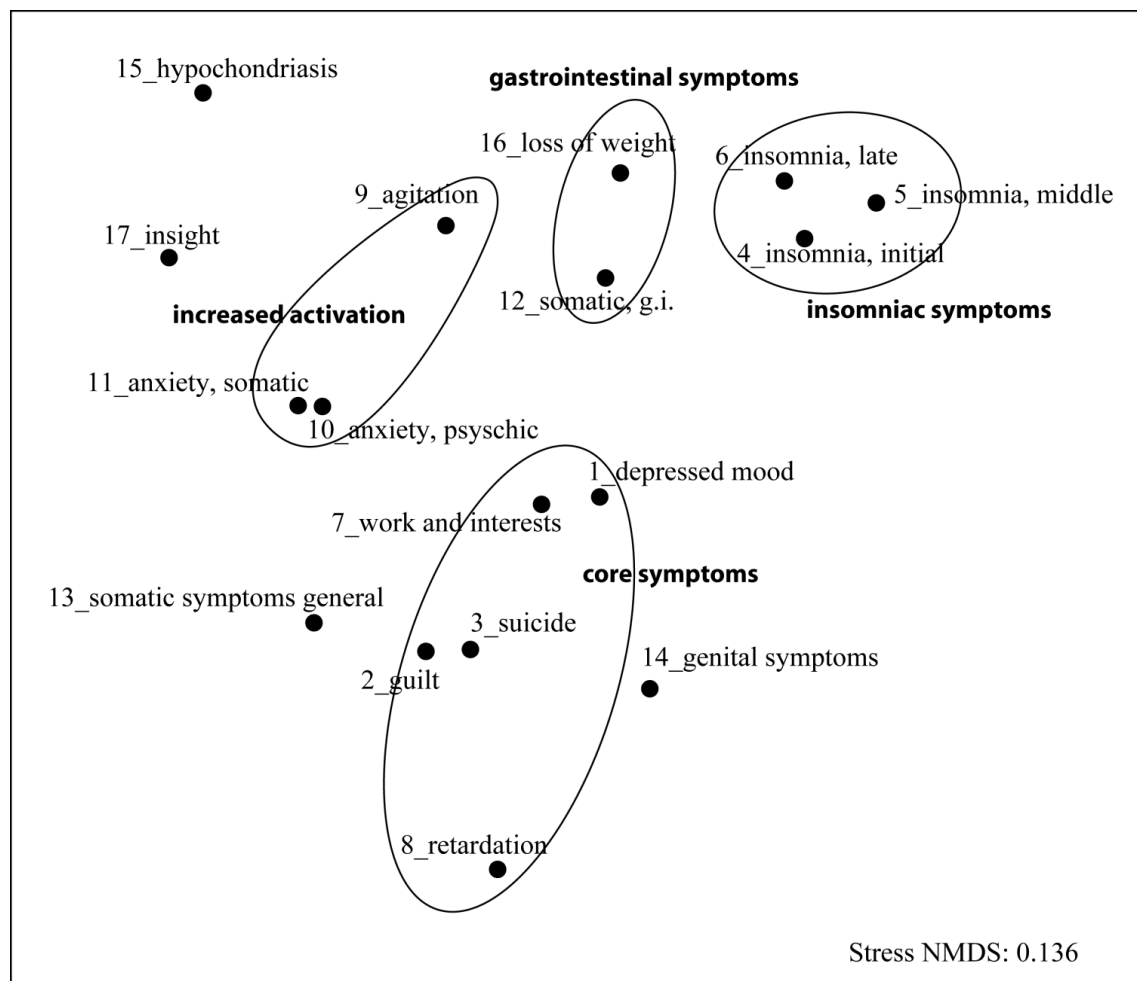 15_hypochondriasis
gastrointestinal symptoms
16_loss of weight
6_insomnia, late
9_agitation
5_insomnia, middle
17_insight
4_insomnia, initial
12_somatic, g.i.
increased activation
insomniac symptoms
11_anxiety, somatic
10_anxiety, psyschic
1_depressed mood
7_work and interests
core symptoms
13_somatic symptoms general
3_suicide
14_genital symptoms
2_guilt
8_retardation
Stress NMDS: 0.136